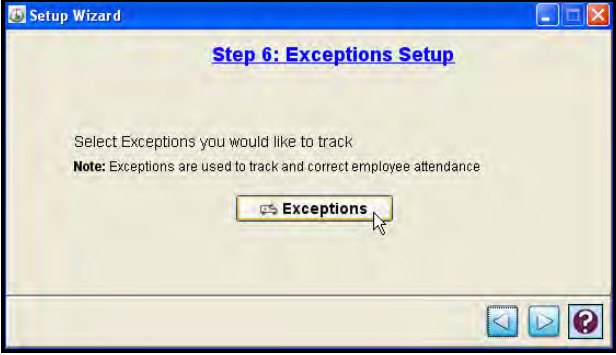 Setup Wizard
Step 6: Exceptions Setup
Select Exceptions you would like to track
Note: Exceptions are used to track and correct employee attendance
Exceptions
?